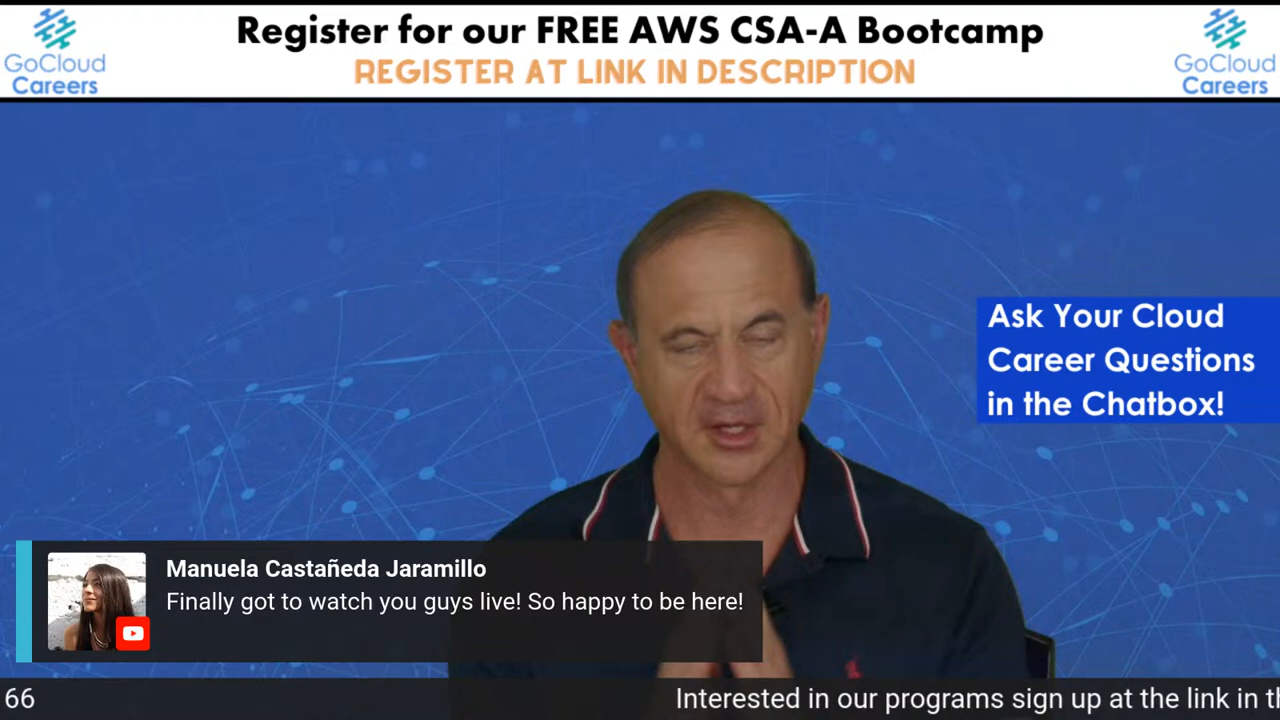 Register for our FREE AWS CSA-A Bootcamp
REGISTER AT LINK IN DESCRIPTION
GoCloud
Careers
GoCloud
Careers
Ask Your Cloud
Career Questions
in the Chatbox!
Manuela Castañeda Jaramillo
Finally got to watch you guys live! So happy to be here!
66
Interested in our programs sign up at the link in